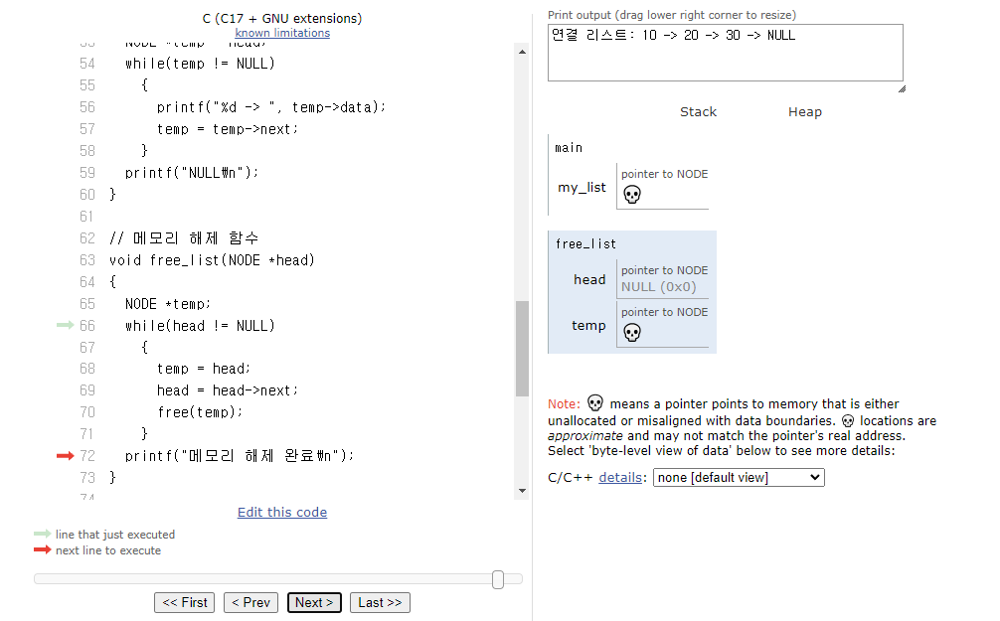 C (C17 + GNU extensions)
known limitations
53 NODE *temp = head;
54 while(temp != NULL)
55 {
56 printf("%d -> ", temp->data);
57 temp = temp->next;
58 }
59 printf("NULL₩n");
60 }
61
62 // 메모리 해제 함수
63 void free_list(NODE *head)
64 {
65 NODE *temp;
66 while(head != NULL)
67 {
68 temp = head;
69 head = head->next;
70 free(temp);
71 }
72 printf("메모리 해제 완료₩n");
73 }
74
Edit this code
line that just executed
next line to execute
<< First
< Prev
Next >
Last >>
Print output (drag lower right corner to resize)
연결 리스트: 10 -> 20 -> 30 -> NULL
Stack
Heap
main
my_list
pointer to NODE
free_list
head
pointer to NODE
NULL (0x0)
temp
pointer to NODE
Note: means a pointer points to memory that is either
unallocated or misaligned with data boundaries. locations are
approximate and may not match the pointer's real address.
Select 'byte-level view of data' below to see more details:
C/C++ details: none [default view]